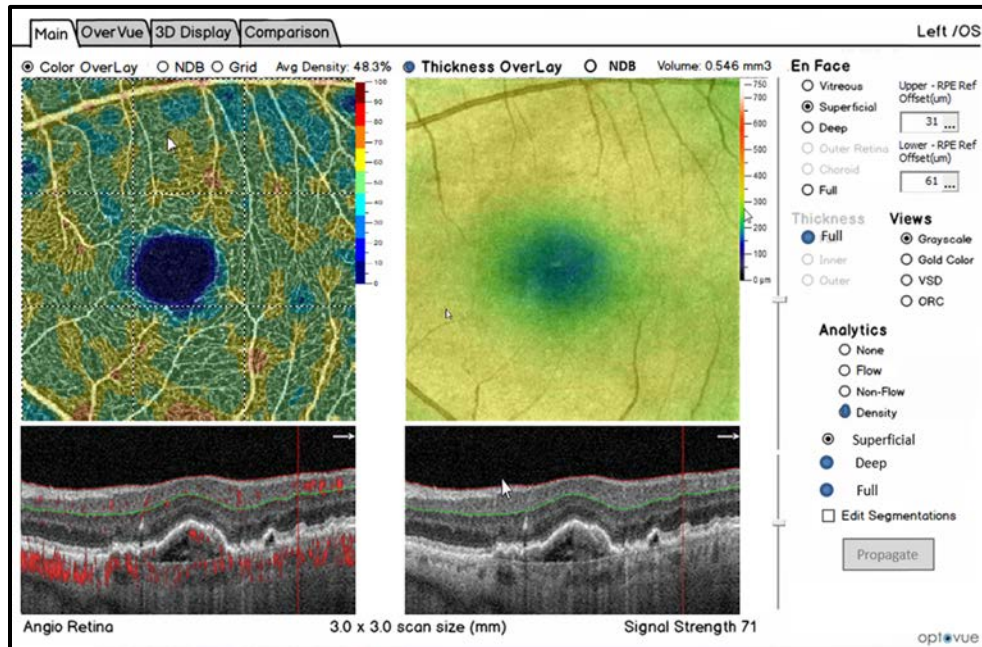 Main OverVue 3D Display Comparison Left /OS
Color OverLay NDB Grid Avg Density: 48.3% Thickness OverLay NDB Volume: 0.546 mm3
100
90
80
70
60
50
40
30
20
10
0
750
700
600
500
400
300
200
100
0 µm
En Face
Vitreous
Superficial
Deep
Outer Retina
Choroid
Full
Upper - RPE Ref
Offset(um)
31 ...
Lower - RPE Ref
Offset(um)
61 ...
Thickness
Full
Inner
Outer
Views
Grayscale
Gold Color
VSD
ORC
Analytics
None
Flow
Non-Flow
Density
Superficial
Deep
Full
Edit Segmentations
Propagate
Angio Retina 3.0 x 3.0 scan size (mm) Signal Strength 71
optovue